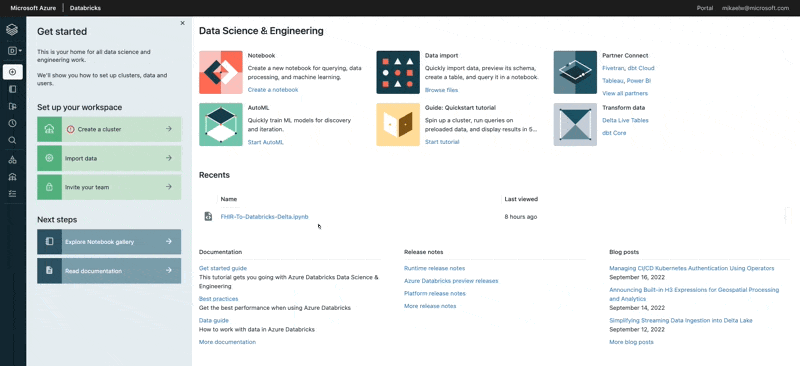 Microsoft Azure | Databricks
Portal mikaelw@microsoft.com
Get started
This is your home for all data science and
engineering work.
We'll show you how to set up clusters, data and
users.
Set up your workspace
Create a cluster
Import data
Invite your team
Next steps
Explore Notebook gallery
Read documentation
Data Science & Engineering
Notebook
Create a new notebook for querying, data
processing, and machine learning.
Create a notebook
Data import
Quickly import data, preview its schema,
create a table, and query it in a notebook.
Browse files
Partner Connect
Fivetran, dbt Cloud
Tableau, Power BI
View all partners
AutoML
Quickly train ML models for discovery
and iteration.
Start AutoML
Guide: Quickstart tutorial
Spin up a cluster, run queries on
preloaded data, and display results in 5...
Start tutorial
Transform data
Delta Live Tables
dbt Core
Recents
Name Last viewed
FHIR-To-Databricks-Delta.ipynb 8 hours ago
Documentation
Get started guide
This tutorial gets you going with Azure Databricks Data Science &
Engineering
Best practices
Get the best performance when using Azure Databricks
Data guide
How to work with data in Azure Databricks
More documentation
Release notes
Runtime release notes
Azure Databricks preview releases
Platform release notes
More release notes
Blog posts
Managing CI/CD Kubernetes Authentication Using Operators
September 16, 2022
Announcing Built-in H3 Expressions for Geospatial Processing
and Analytics
September 14, 2022
Simplifying Streaming Data Ingestion into Delta Lake
September 12, 2022
More blog posts